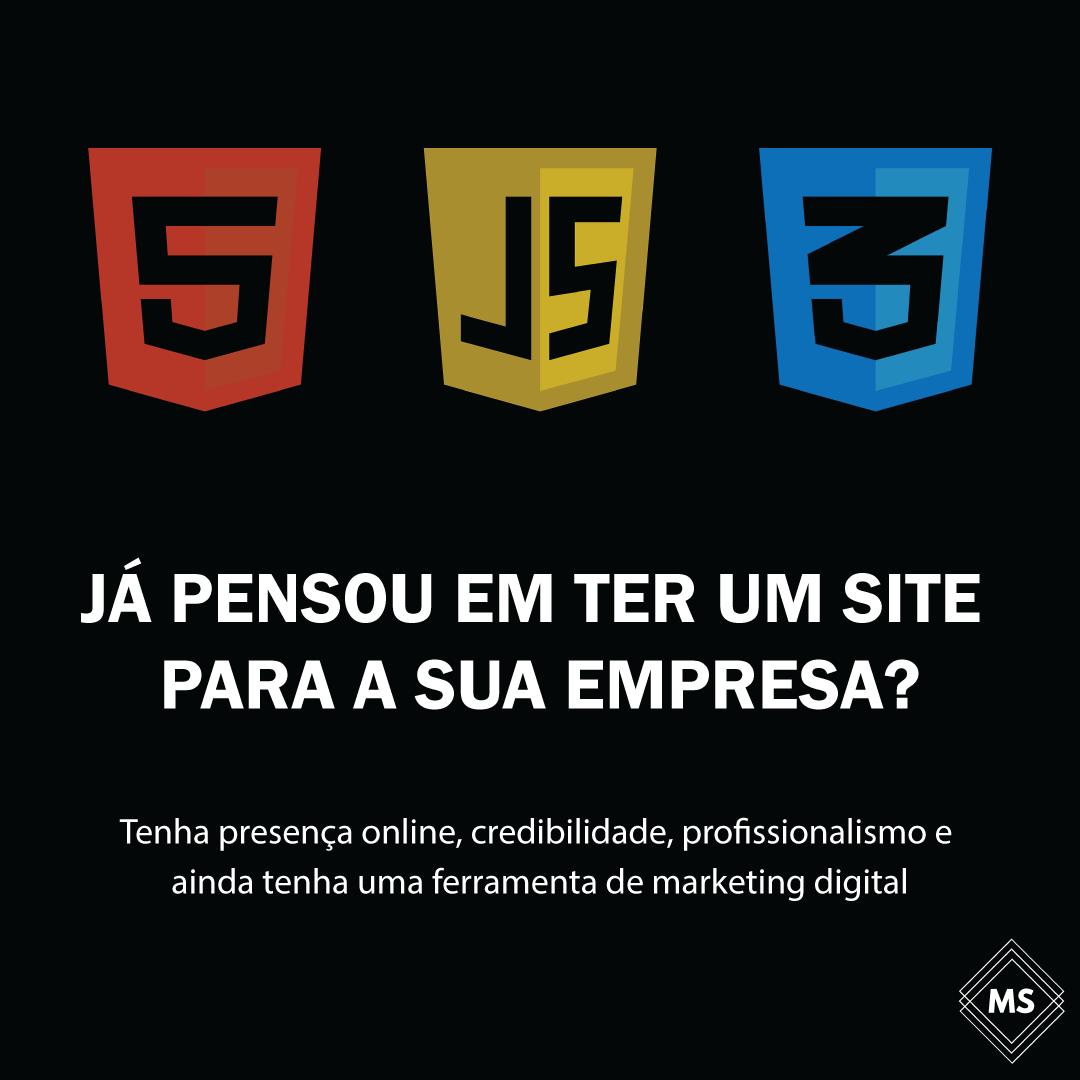 5 JS 3
JÁ PENSOU EM TER UM SITE
PARA A SUA EMPRESA?
Tenha presença online, credibilidade, profissionalismo e
ainda tenha uma ferramenta de marketing digital
MS